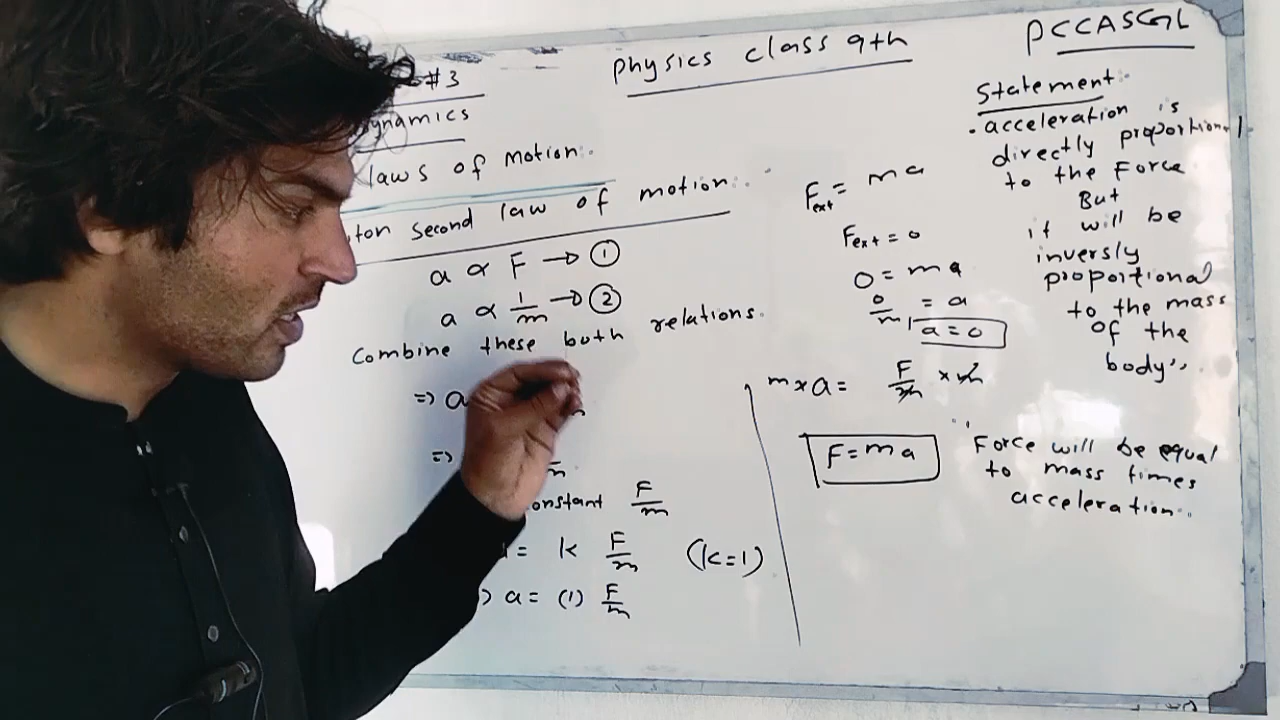 #3
Physics class 9th
PCCASGL
ynamics
laws of Motion:.
ton second law of motion:.
a ∝ F → ①
a ∝ 1/m → ②
Combine these both relations.
=> a
=>
m
onstant F/m
= k F/m (k=1)
a = (1) F/m
Fext = ma
Fext = 0
0 = ma
0/m = a
a = 0
m x a = F/m x m
F = ma
Statement:-
acceleration is
directly proportional
to the Force
But
it will be
inversly
proportional
to the mass
of the
body".
Force will be equal
to mass times
acceleration..